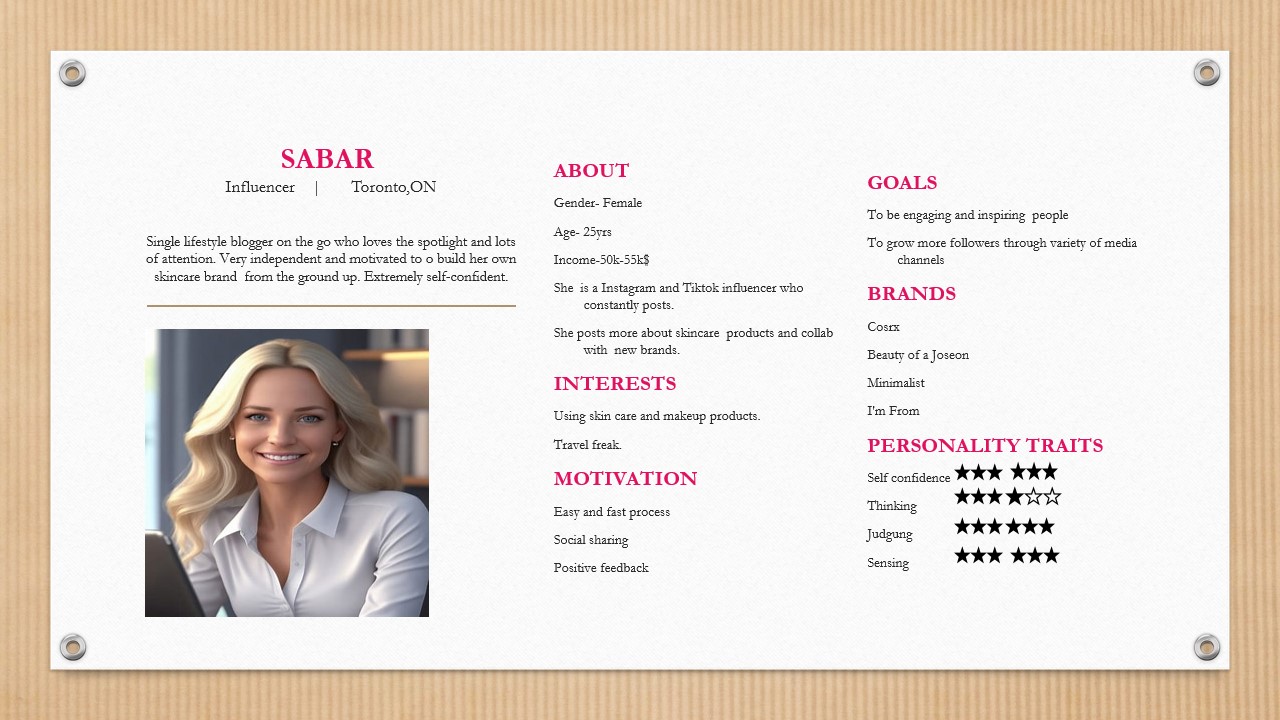 SABAR
Influencer | Toronto,ON
Single lifestyle blogger on the go who loves the spotlight and lots
of attention. Very independent and motivated to o build her own
skincare brand from the ground up. Extremely self-confident.
ABOUT
Gender- Female
Age- 25yrs
Income-50k-55k$
She is a Instagram and Tiktok influencer who
constantly posts.
She posts more about skincare products and collab
with new brands.
INTERESTS
Using skin care and makeup products.
Travel freak.
MOTIVATION
Easy and fast process
Social sharing
Positive feedback
GOALS
To be engaging and inspiring people
To grow more followers through variety of media
channels
BRANDS
Cosrx
Beauty of a Joseon
Minimalist
I'm From
PERSONALITY TRAITS
Self confidence
Thinking
Judgung
Sensing